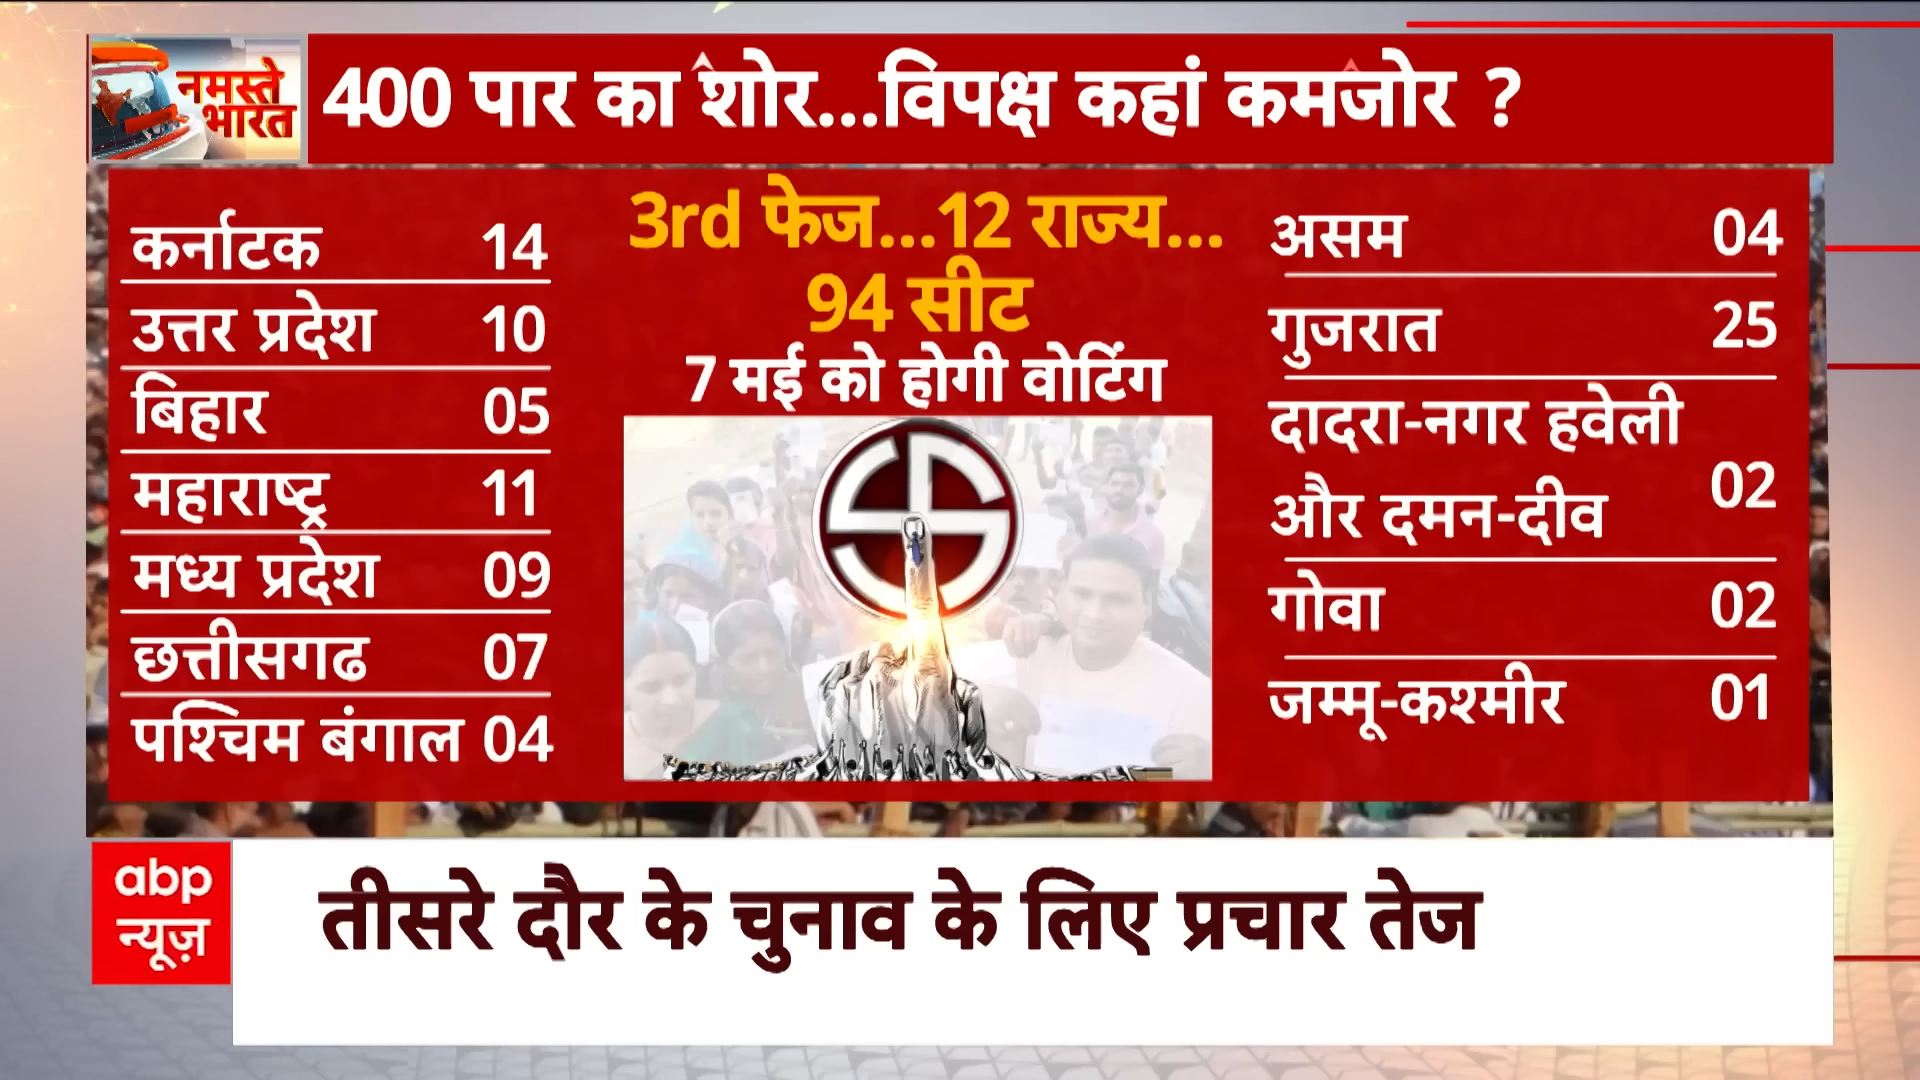 नमस्ते
भारत
400 पार का शोर...विपक्ष कहां कमजोर ?
कर्नाटक 14
उत्तर प्रदेश 10
बिहार 05
महाराष्ट्र 11
मध्य प्रदेश 09
छत्तीसगढ 07
पश्चिम बंगाल 04
3rd फेज...12 राज्य...
94 सीट
7 मई को होगी वोटिंग
असम 04
गुजरात 25
दादरा-नगर हवेली
और दमन-दीव 02
गोवा 02
जम्मू-कश्मीर 01
abp
न्यूज़
तीसरे दौर के चुनाव के लिए प्रचार तेज